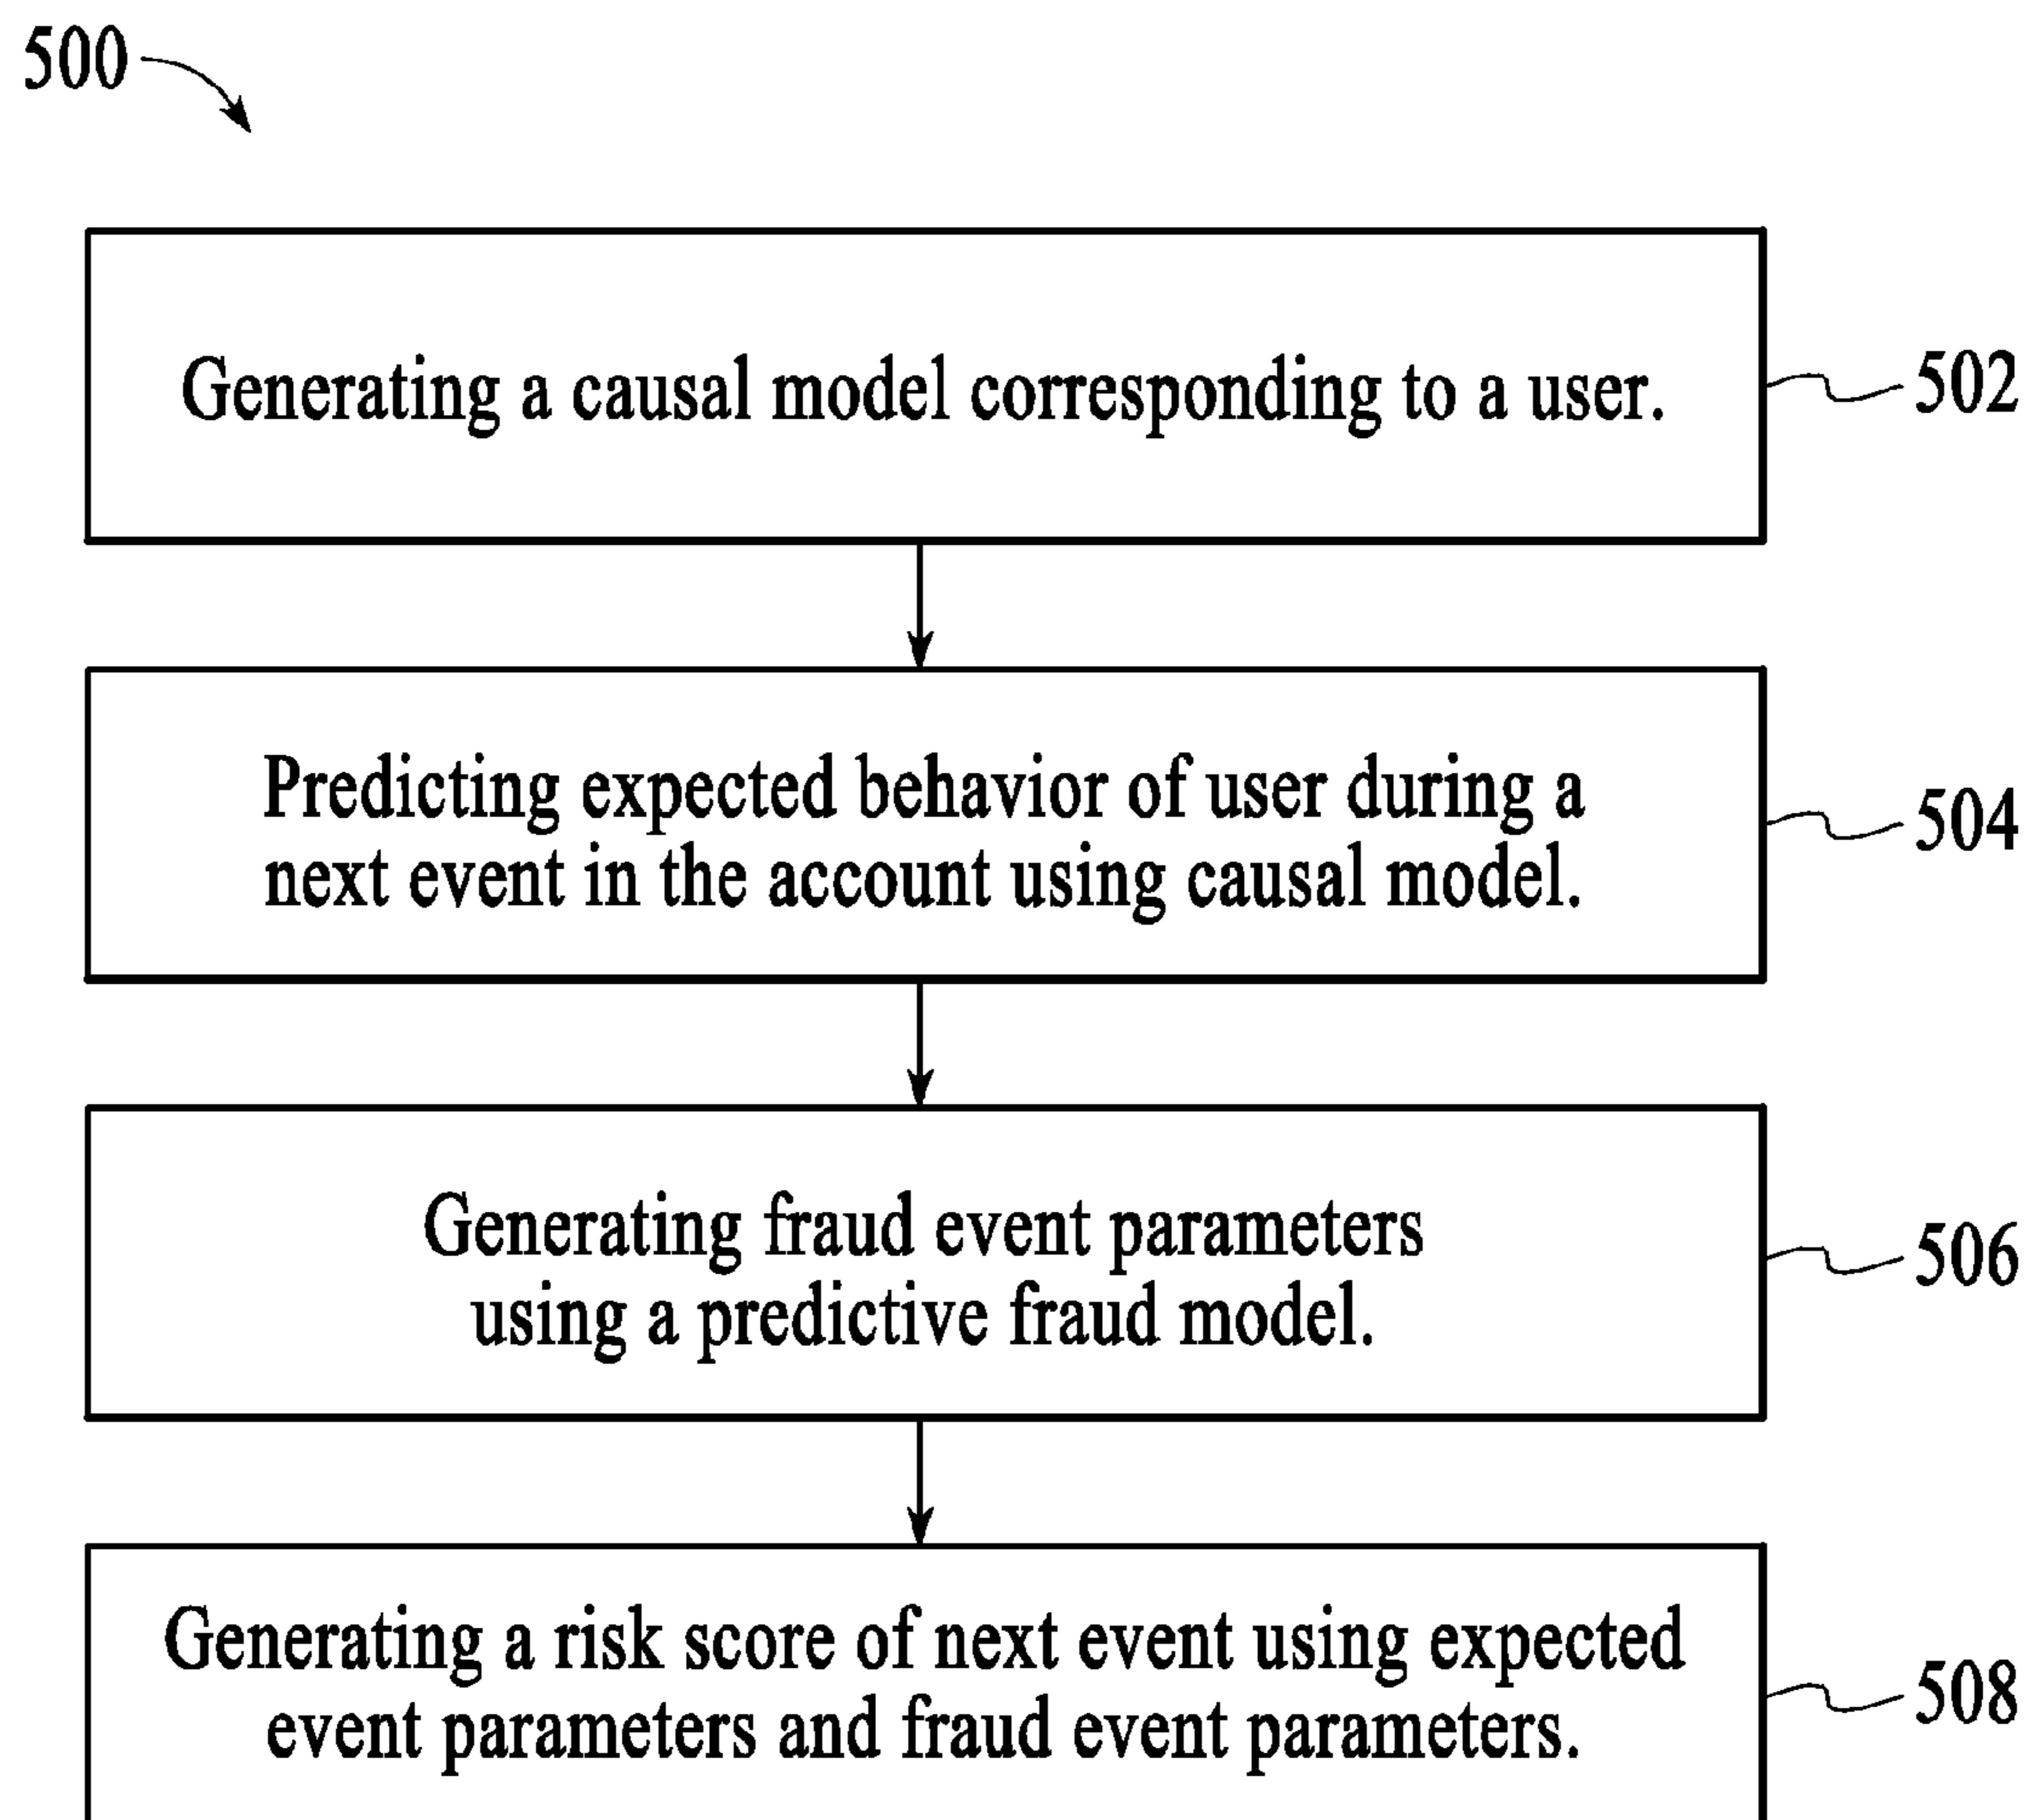 500
Generating a causal model corresponding to a user.
502
Predicting expected behavior of user during a
next event in the account using causal model.
504
Generating fraud event parameters
using a predictive fraud model.
506
Generating a risk score of next event using expected
event parameters and fraud event parameters.
508